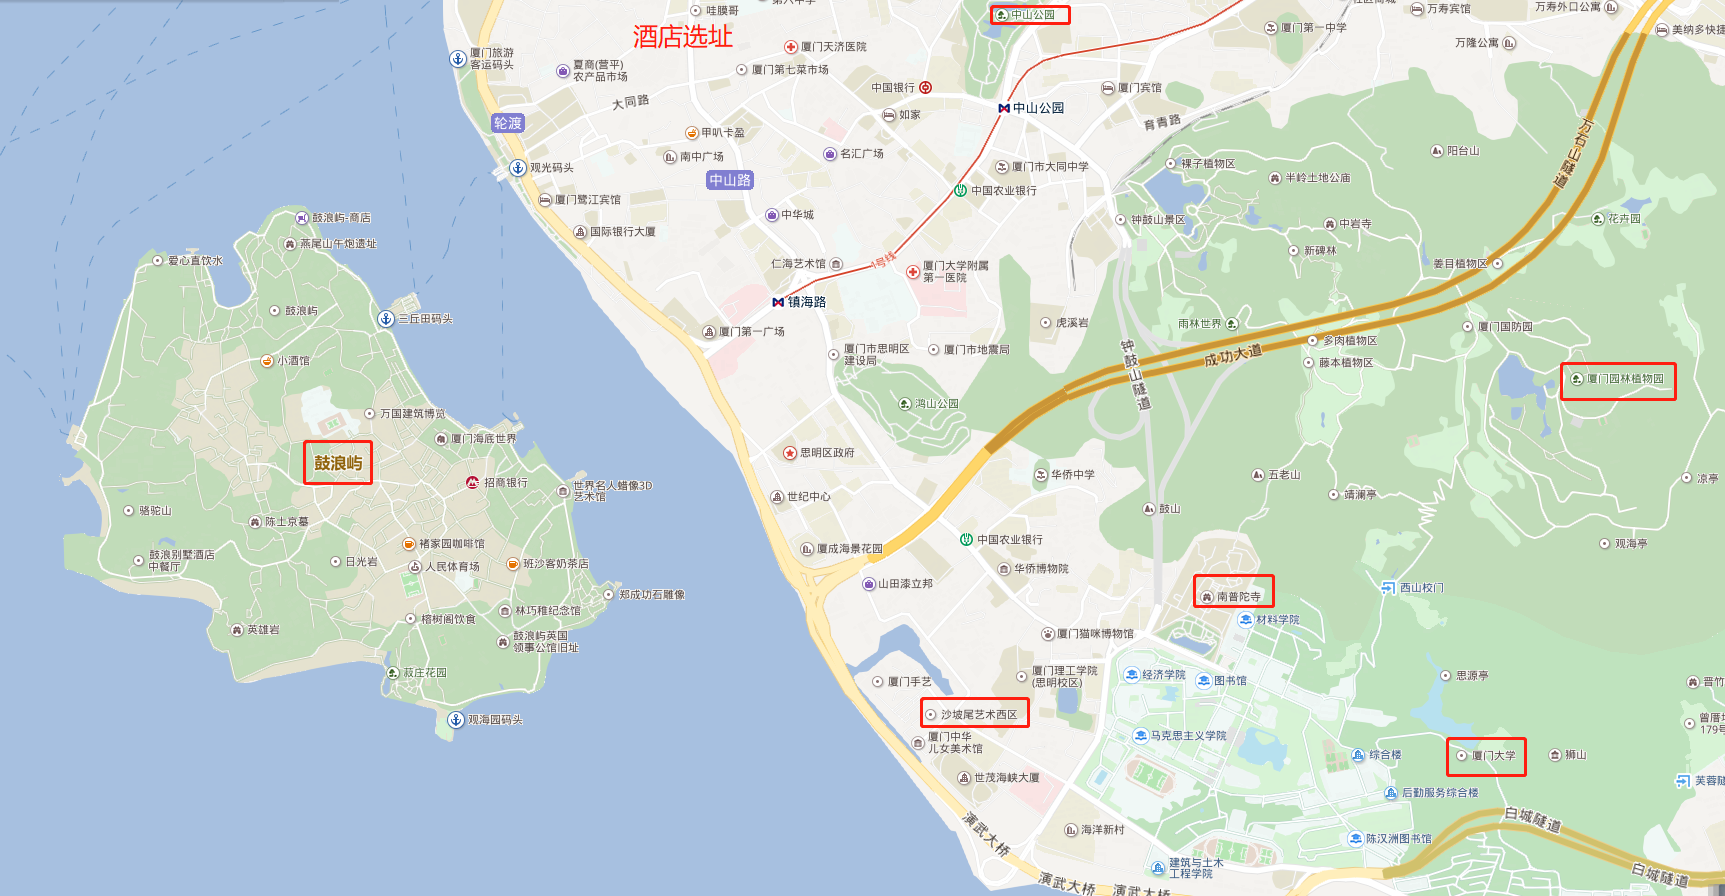 哇膜哥
第六中学
中山公园
万寿宾馆
万寿外口公寓
酒店选址
厦门第一中学
美纳多快捷
厦门天济医院
万隆公寓
厦门旅游
客运码头
夏商(营平)
农产品市场
厦门第七菜市场
中国银行
厦门宾馆
大同路
中山公园
如家
轮渡
育青路
万石山隧道
甲叭卡盈
南中广场
名汇广场
阳台山
观光码头
厦门市大同中学
裸子植物区
中山路
半岭土地公庙
中国农业银行
厦门鹭江宾馆
鼓浪屿-商店
中华城
钟鼓山景区
中岩寺
花卉园
国际银行大厦
燕尾山午炮遗址
新碑林
爱心直饮水
仁海艺术馆
1号线
厦门大学附属
第一医院
姜目植物区
镇海路
鼓浪屿
三丘田码头
厦门第一广场
虎溪岩
雨林世界
厦门国防园
多肉植物区
小酒馆
厦门市思明区
建设局
厦门市地震局
钟鼓山隧道
成功大道
藤本植物区
厦门园林植物园
鸿山公园
万国建筑博览
厦门海底世界
思明区政府
鼓浪屿
招商银行
世界名人蜡像3D
艺术馆
世纪中心
华侨中学
五老山
凉亭
靖澜亭
骆驼山
陈士京墓
鼓山
褚家园咖啡馆
厦成海景花园
中国农业银行
观海亭
鼓浪别墅酒店
中餐厅
日光岩
人民体育场
班沙客奶茶店
山田漆立邦
华侨博物院
西山校门
郑成功石雕像
南普陀寺
林巧稚纪念馆
榕树阁饮食
材料学院
英雄岩
鼓浪屿英国
领事公馆旧址
厦门猫咪博物馆
菽庄花园
厦门手艺
厦门理工学院
(思明校区)
经济学院
图书馆
思源亭
晋竹
沙坡尾艺术西区
观海园码头
曾厝垵
179号
厦门中华
儿女美术馆
马克思主义学院
综合楼
厦门大学
狮山
世茂海峡大厦
后勤服务综合楼
芙蓉隧
演武大桥
海洋新村
白城隧道
陈汉洲图书馆
建筑与土木
工程学院
演武大桥
演武大桥
白城隧道